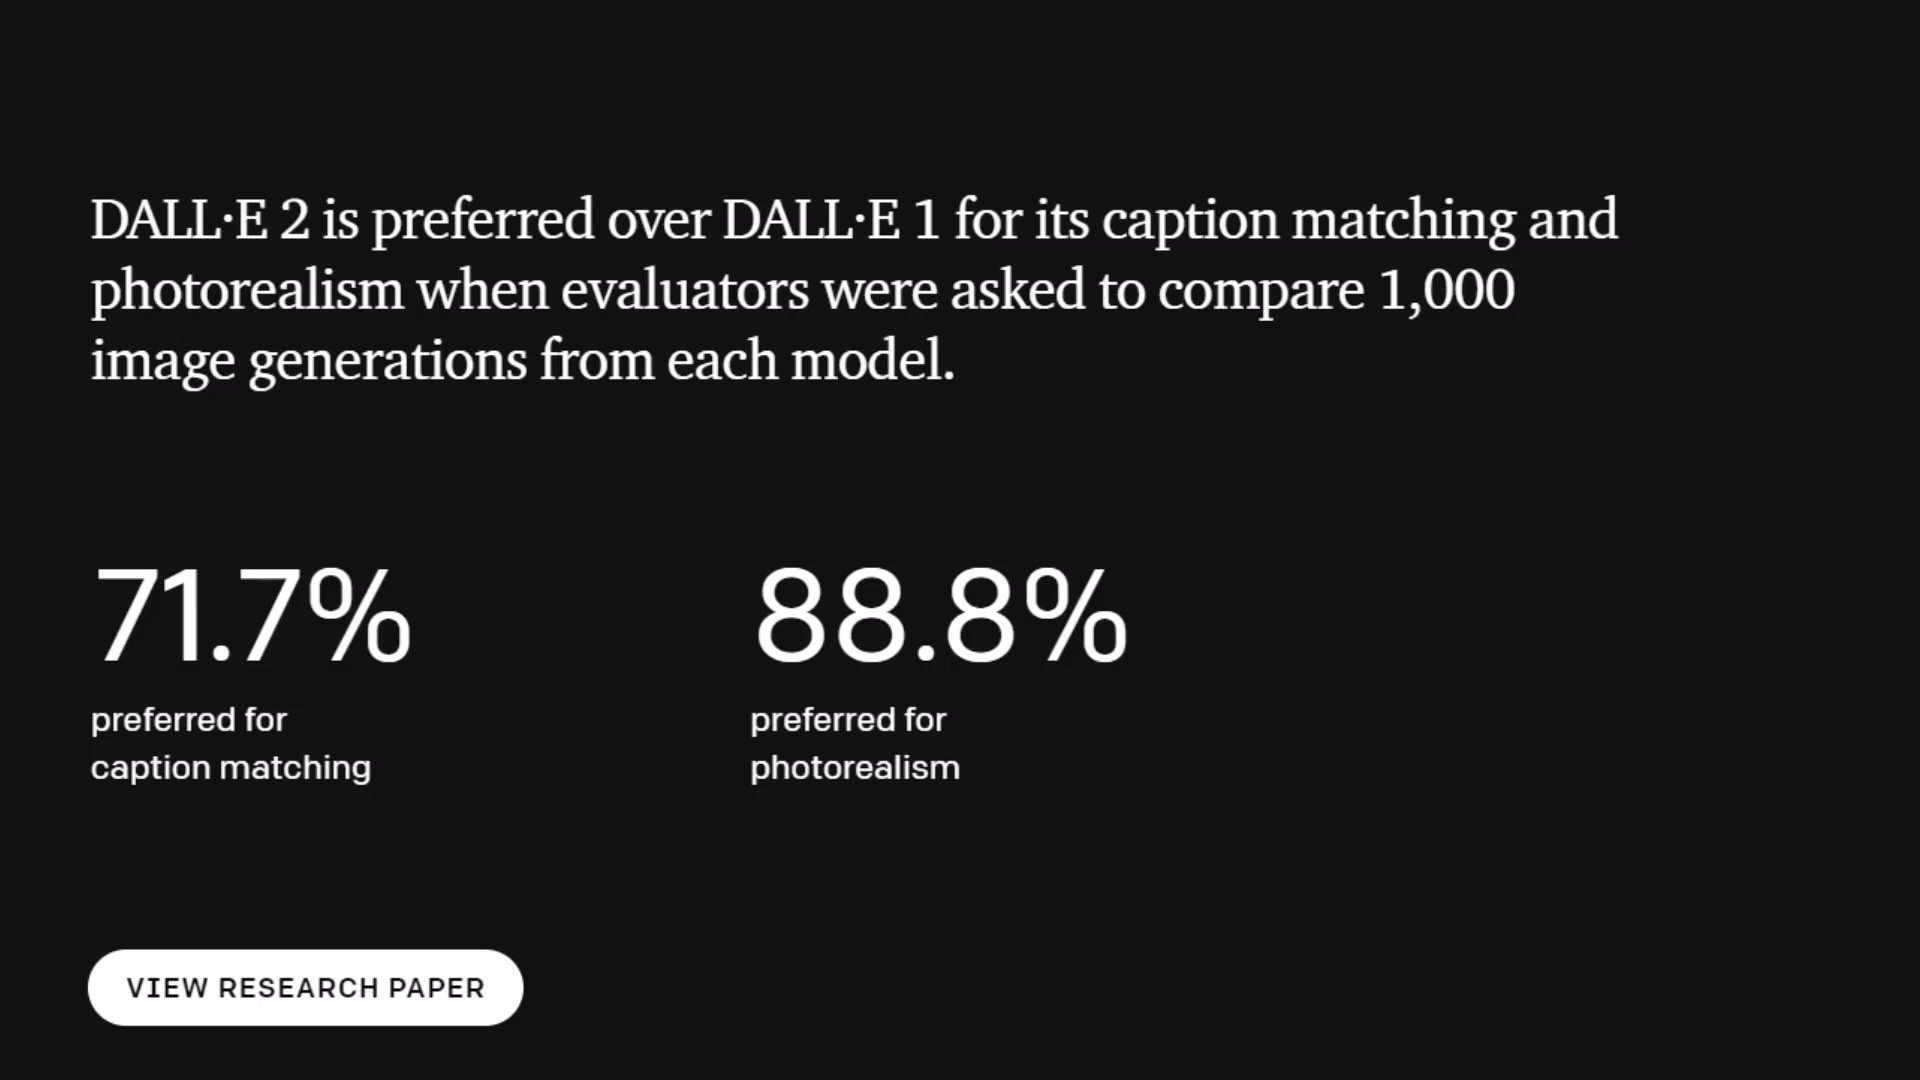 DALL·E 2 is preferred over DALL·E 1 for its caption matching and
photorealism when evaluators were asked to compare 1,000
image generations from each model.
71.7%
preferred for
caption matching
88.8%
preferred for
photorealism
VIEW RESEARCH PAPER